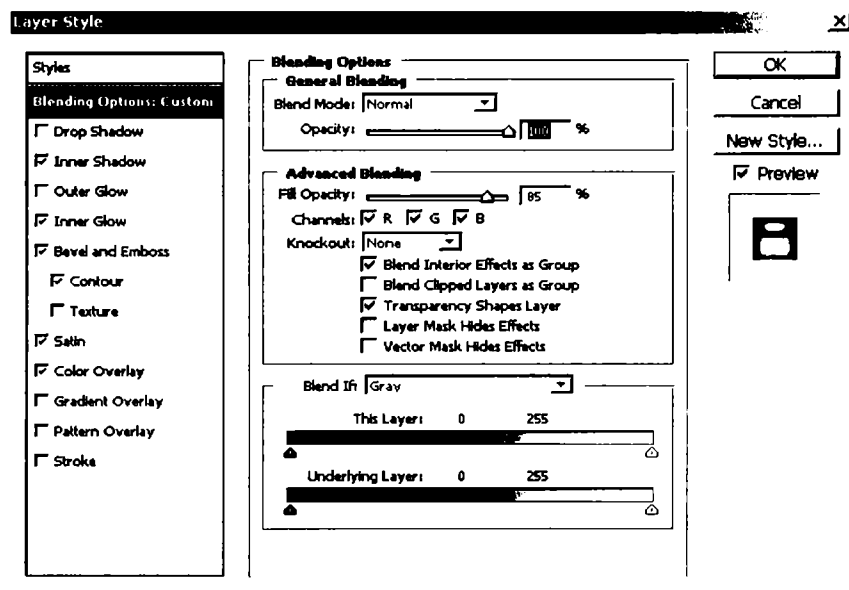 Layer Style
Styles
Blending Options: Custom
Drop Shadow
Inner Shadow
Outer Glow
Inner Glow
Bevel and Emboss
Contour
Texture
Satin
Color Overlay
Gradient Overlay
Pattern Overlay
Stroke
Blending Options
General Blending
Blend Mode: Normal
Opacity: 100 %
Advanced Blending
Fill Opacity: 85 %
Channels: R G B
Knockout: None
Blend Interior Effects as Group
Blend Clipped Layers as Group
Transparency Shapes Layer
Layer Mask Hides Effects
Vector Mask Hides Effects
Blend If: Gray
This Layer: 0 255
Underlying Layer: 0 255
OK
Cancel
New Style...
Preview